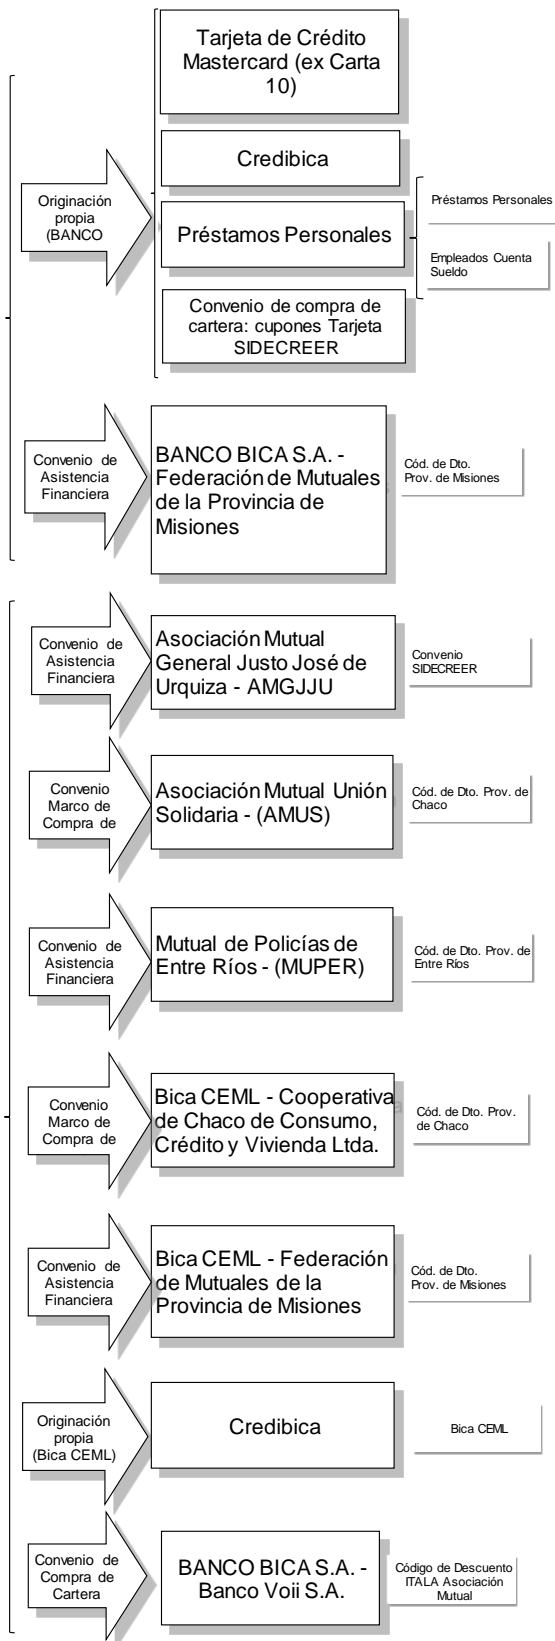 Tarjeta de Crédito
Mastercard (ex Carta
10)
Credibica
Originación
propia
(BANCO
Préstamos Personales
Préstamos Personales
Empleados Cuenta
Sueldo
Convenio de compra de
cartera: cupones Tarjeta
SIDECREER
Convenio de
Asistencia
Financiera
BANCO BICA S.A. -
Federación de Mutuales
de la Provincia de
Misiones
Cód. de Dto.
Prov. de Misiones
Convenio de
Asistencia
Financiera
Asociación Mutual
General Justo José de
Urquiza - AMGJJU
Convenio
SIDECREER
Convenio
Marco de
Compra de
Asociación Mutual Unión
Solidaria - (AMUS)
Cód. de Dto. Prov. de
Chaco
Convenio de
Asistencia
Financiera
Mutual de Policías de
Entre Ríos - (MUPER)
Cód. de Dto. Prov. de
Entre Ríos
Convenio
Marco de
Compra de
Bica CEML - Cooperativa
de Chaco de Consumo,
Crédito y Vivienda Ltda.
Cód. de Dto. Prov.
de Chaco
Convenio de
Asistencia
Financiera
Bica CEML - Federación
de Mutuales de la
Provincia de Misiones
Cód. de Dto.
Prov. de Misiones
Originación
propia
(Bica CEML)
Credibica
Bica CEML
Convenio de
Compra de
Cartera
BANCO BICA S.A. -
Banco Voii S.A.
Código de Descuento
ITALA Asociación
Mutual